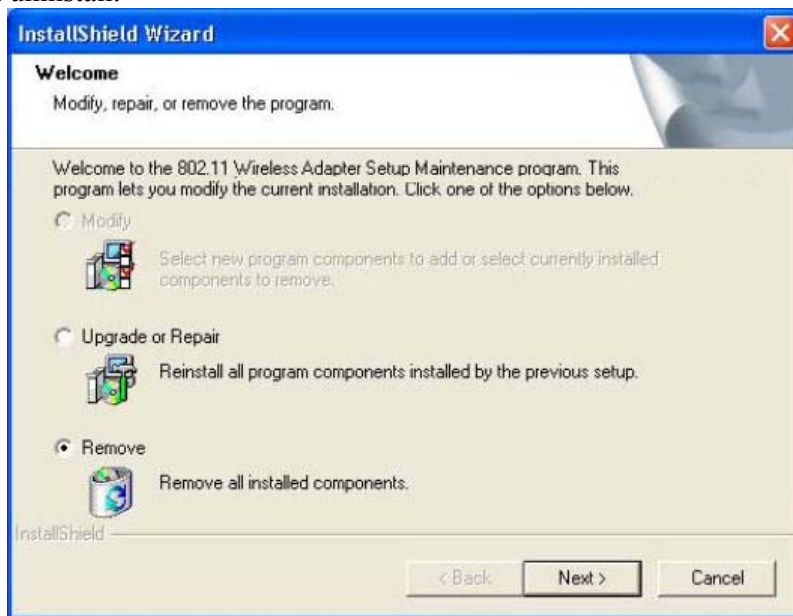 InstallShield Wizard
Welcome
Modify, repair, or remove the program.
Welcome to the 802.11 Wireless Adapter Setup Maintenance program. This
program lets you modify the current installation. Click one of the options below.
Modify
Select new program components to add or select currently installed
components to remove.
Upgrade or Repair
Reinstall all program components installed by the previous setup.
Remove
Remove all installed components.
InstallShield
< Back
Next >
Cancel